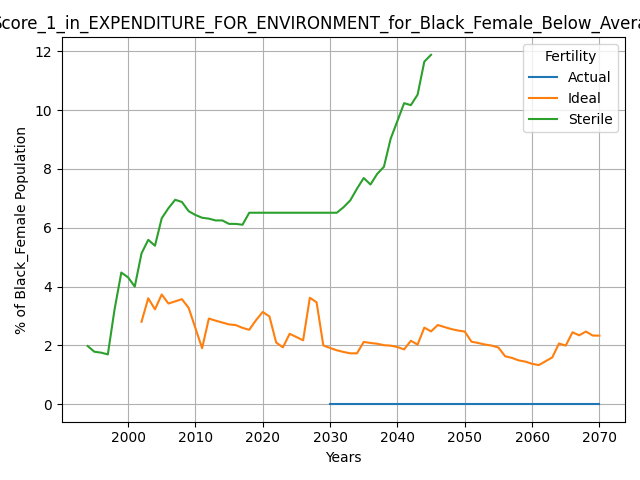 Score_1_in_EXPENDITURE_FOR_ENVIRONMENT_for_Black_Female_Below_Avera
Fertility
Actual
Ideal
Sterile
% of Black_Female Population
12
10
8
6
4
2
0
2000 2010 2020 2030 2040 2050 2060 2070
Years